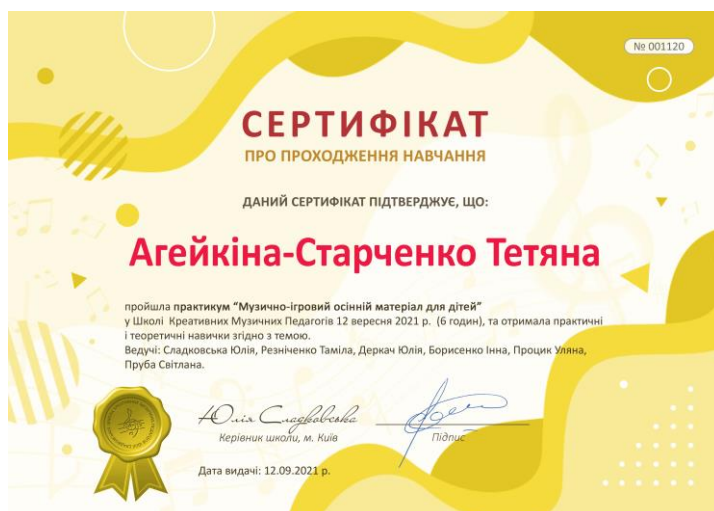 № 001120
СЕРТИФІКАТ
ПРО ПРОХОДЖЕННЯ НАВЧАННЯ
ДАНИЙ СЕРТИФІКАТ ПІДТВЕРДЖУЄ, ЩО:
Агейкіна-Старченко Тетяна
пройшла практикум “Музично-ігровий осінній матеріал для дітей”
у Школі Креативних Музичних Педагогів 12 вересня 2021 р. (6 годин), та отримала практичні
і теоретичні навички згідно з темою.
Ведучі: Сладковська Юлія, Резніченко Таміла, Деркач Юлія, Борисенко Інна, Процик Уляна,
Пруба Світлана.
Юлія Сладковська
Керівник школи, м. Київ
Підпис
Дата видачі: 12.09.2021 р.